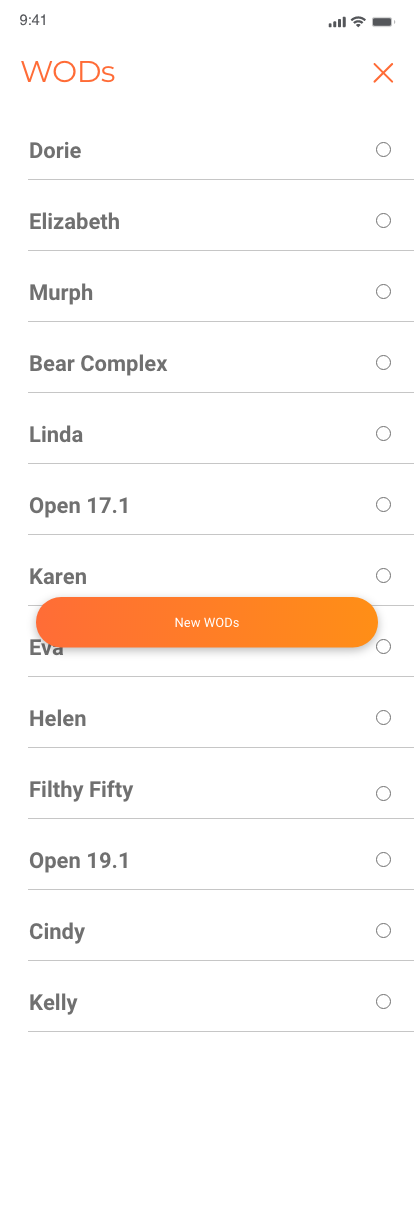 9:41
WODs
Dorie
Elizabeth
Murph
Bear Complex
Linda
Open 17.1
Karen
New WODs
Eva
Helen
Filthy Fifty
Open 19.1
Cindy
Kelly